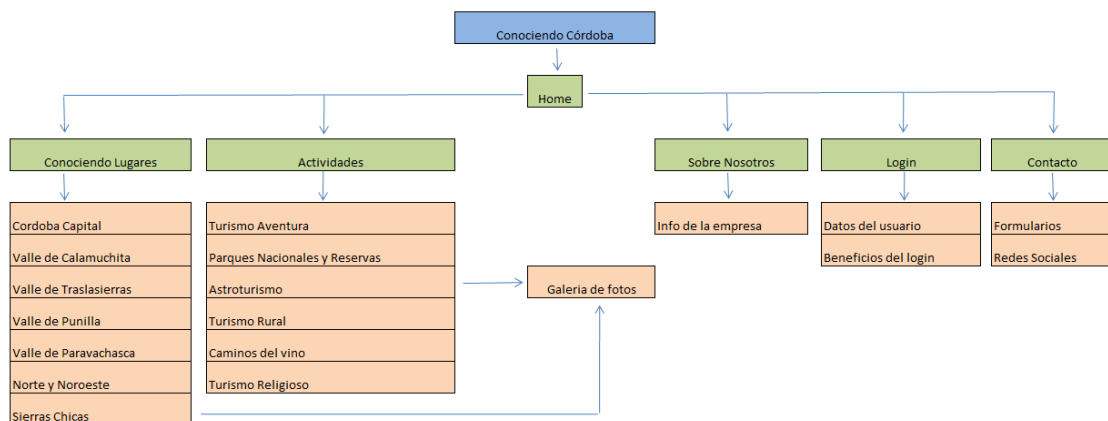 Conociendo Córdoba
Home
Conociendo Lugares
Actividades
Sobre Nosotros
Login
Contacto
Cordoba Capital
Valle de Calamuchita
Valle de Traslasierras
Valle de Punilla
Valle de Paravachasca
Norte y Noroeste
Sierras Chicas
Turismo Aventura
Parques Nacionales y Reservas
Astroturismo
Turismo Rural
Caminos del vino
Turismo Religioso
Galeria de fotos
Info de la empresa
Datos del usuario
Beneficios del login
Formularios
Redes Sociales